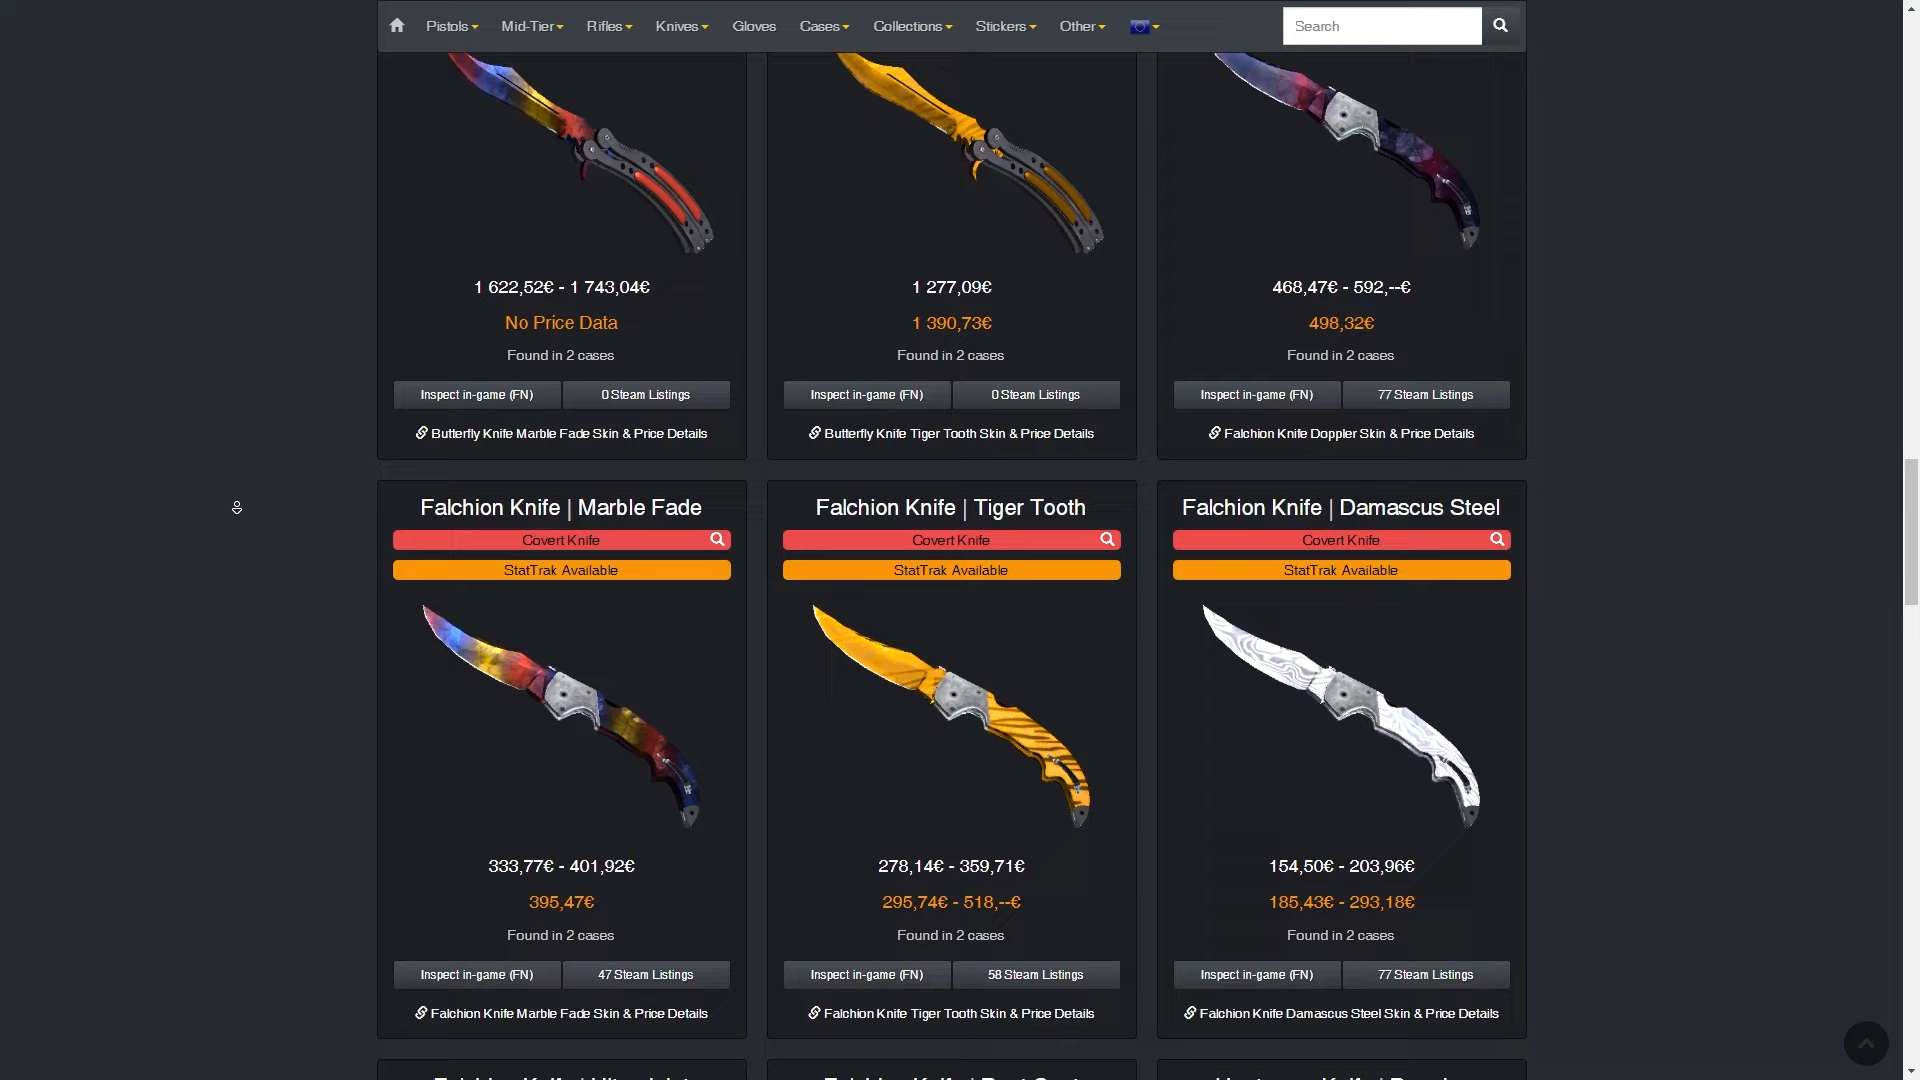 Pistols Mid-Tier Rifles Knives Gloves Cases Collections Stickers Other Search
1 622,52€ - 1 743,04€
No Price Data
Found in 2 cases
Inspect in-game (FN) 0 Steam Listings
Butterfly Knife Marble Fade Skin & Price Details
1 277,09€
1 390,73€
Found in 2 cases
Inspect in-game (FN) 0 Steam Listings
Butterfly Knife Tiger Tooth Skin & Price Details
468,47€ - 592,--€
498,32€
Found in 2 cases
Inspect in-game (FN) 77 Steam Listings
Falchion Knife Doppler Skin & Price Details
Falchion Knife | Marble Fade
Covert Knife
StatTrak Available
333,77€ - 401,92€
395,47€
Found in 2 cases
Inspect in-game (FN) 47 Steam Listings
Falchion Knife Marble Fade Skin & Price Details
Falchion Knife | Tiger Tooth
Covert Knife
StatTrak Available
278,14€ - 359,71€
295,74€ - 518,--€
Found in 2 cases
Inspect in-game (FN) 58 Steam Listings
Falchion Knife Tiger Tooth Skin & Price Details
Falchion Knife | Damascus Steel
Covert Knife
StatTrak Available
154,50€ - 203,96€
185,43€ - 293,18€
Found in 2 cases
Inspect in-game (FN) 77 Steam Listings
Falchion Knife Damascus Steel Skin & Price Details